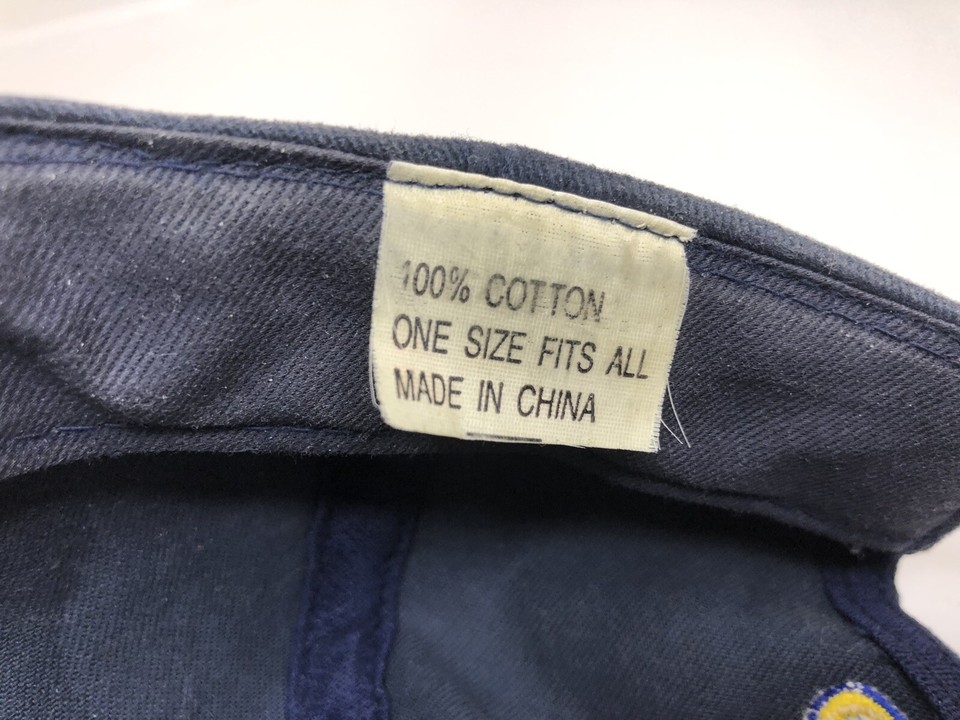 100% COTTON
ONE SIZE FITS ALL
MADE IN CHINA